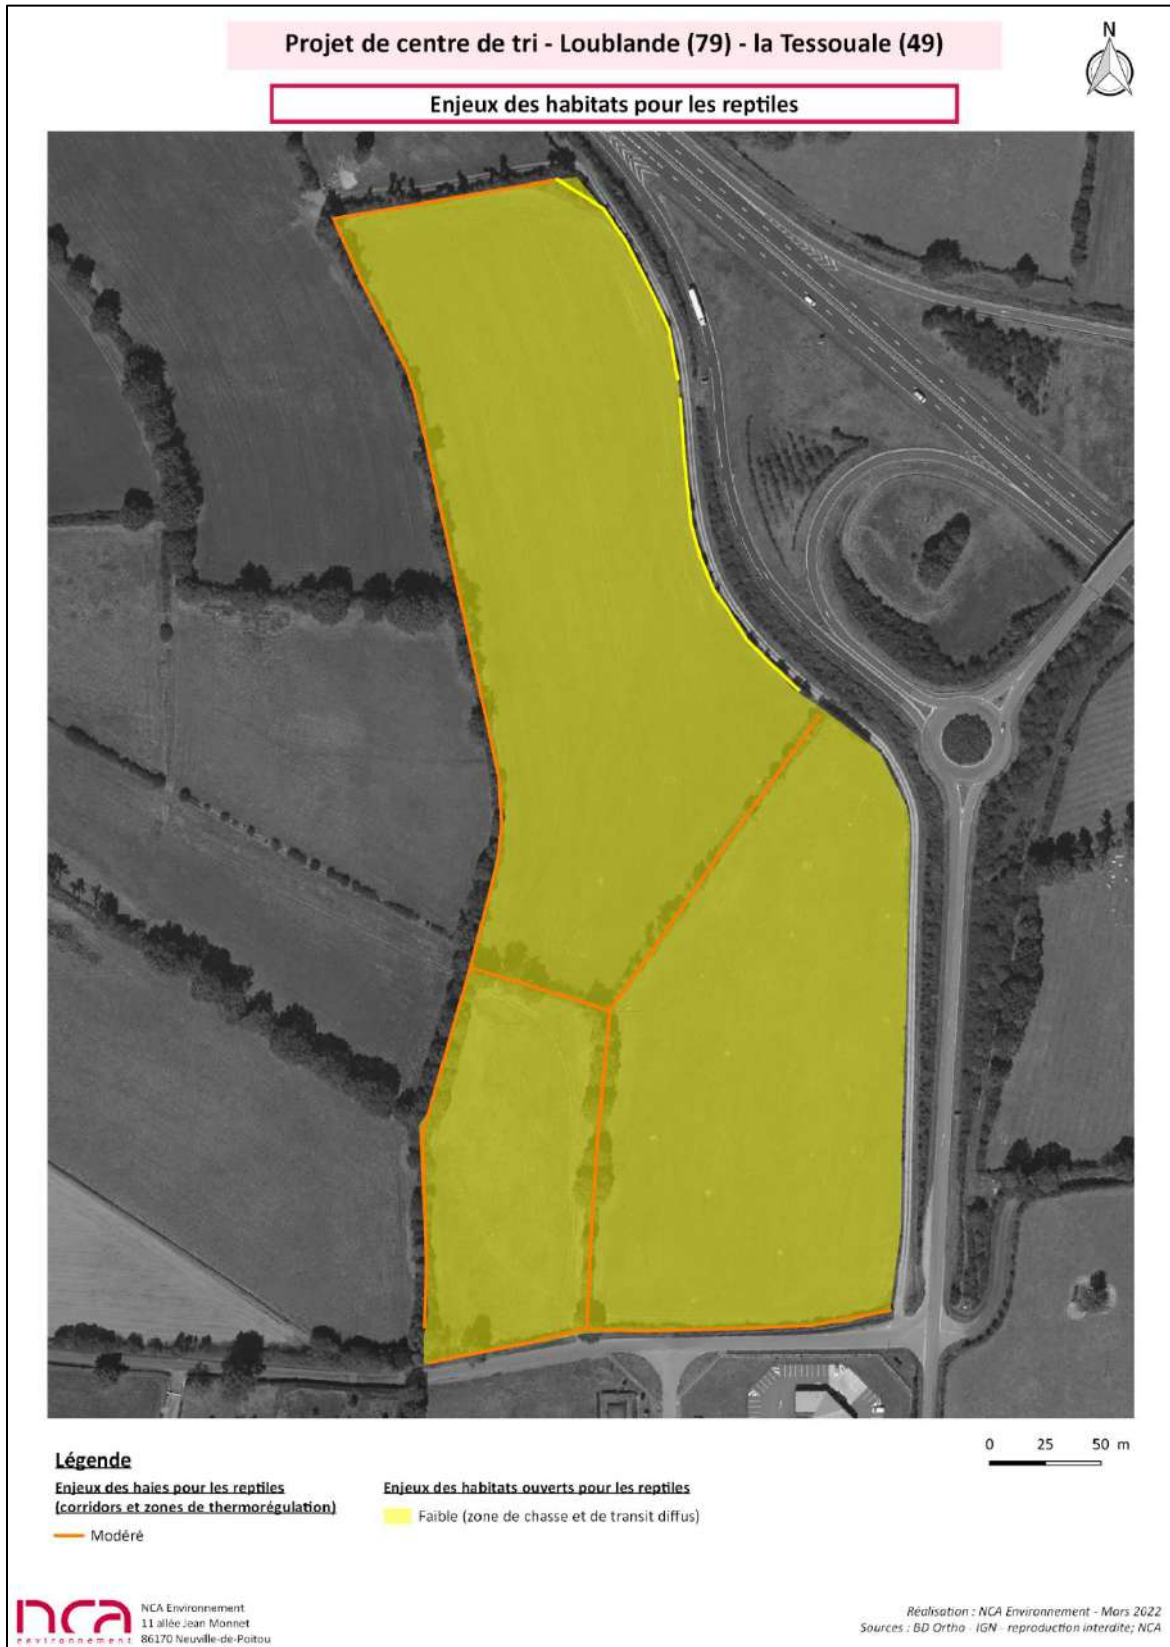 Projet de centre de tri - Loublande (79) - la Tessouale (49)
N
Enjeux des habitats pour les reptiles
0 25 50 m
Légende
Enjeux des haies pour les reptiles
(corridors et zones de thermorégulation)
Modéré
Enjeux des habitats ouverts pour les reptiles
Faible (zone de chasse et de transit diffus)
nca
environnement
NCA Environnement
11 allée Jean Monnet
86170 Neuville-de-Poitou
Réalisation : NCA Environnement - Mars 2022
Sources : BD Ortho - IGN - reproduction interdite; NCA